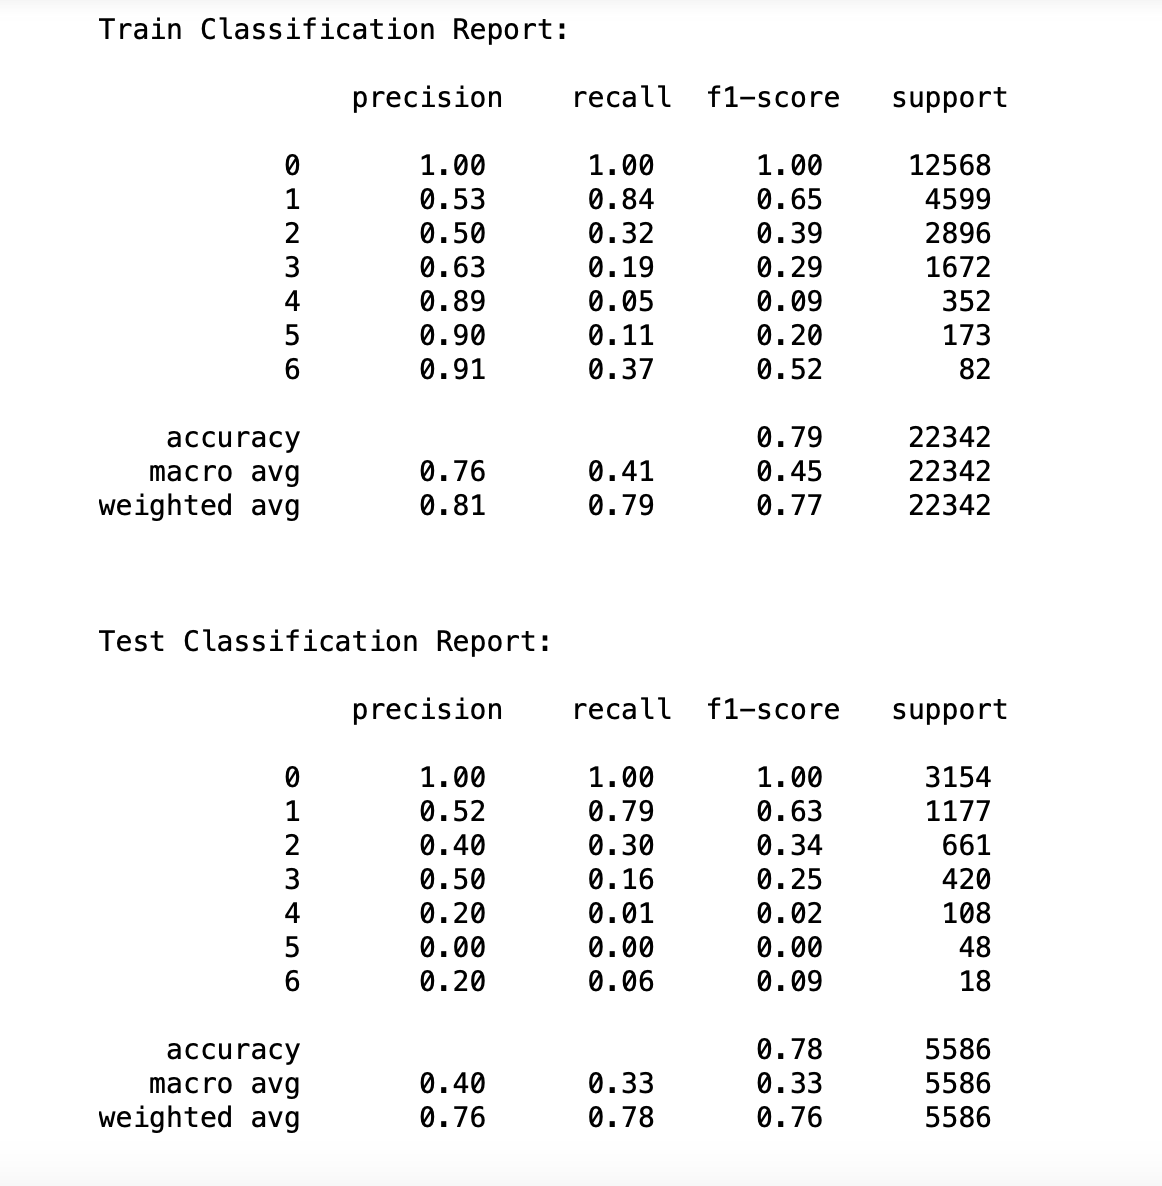 Train Classification Report:
precision recall f1-score support
0 1.00 1.00 1.00 12568
1 0.53 0.84 0.65 4599
2 0.50 0.32 0.39 2896
3 0.63 0.19 0.29 1672
4 0.89 0.05 0.09 352
5 0.90 0.11 0.20 173
6 0.91 0.37 0.52 82
accuracy 0.79 22342
macro avg 0.76 0.41 0.45 22342
weighted avg 0.81 0.79 0.77 22342
Test Classification Report:
precision recall f1-score support
0 1.00 1.00 1.00 3154
1 0.52 0.79 0.63 1177
2 0.40 0.30 0.34 661
3 0.50 0.16 0.25 420
4 0.20 0.01 0.02 108
5 0.00 0.00 0.00 48
6 0.20 0.06 0.09 18
accuracy 0.78 5586
macro avg 0.40 0.33 0.33 5586
weighted avg 0.76 0.78 0.76 5586